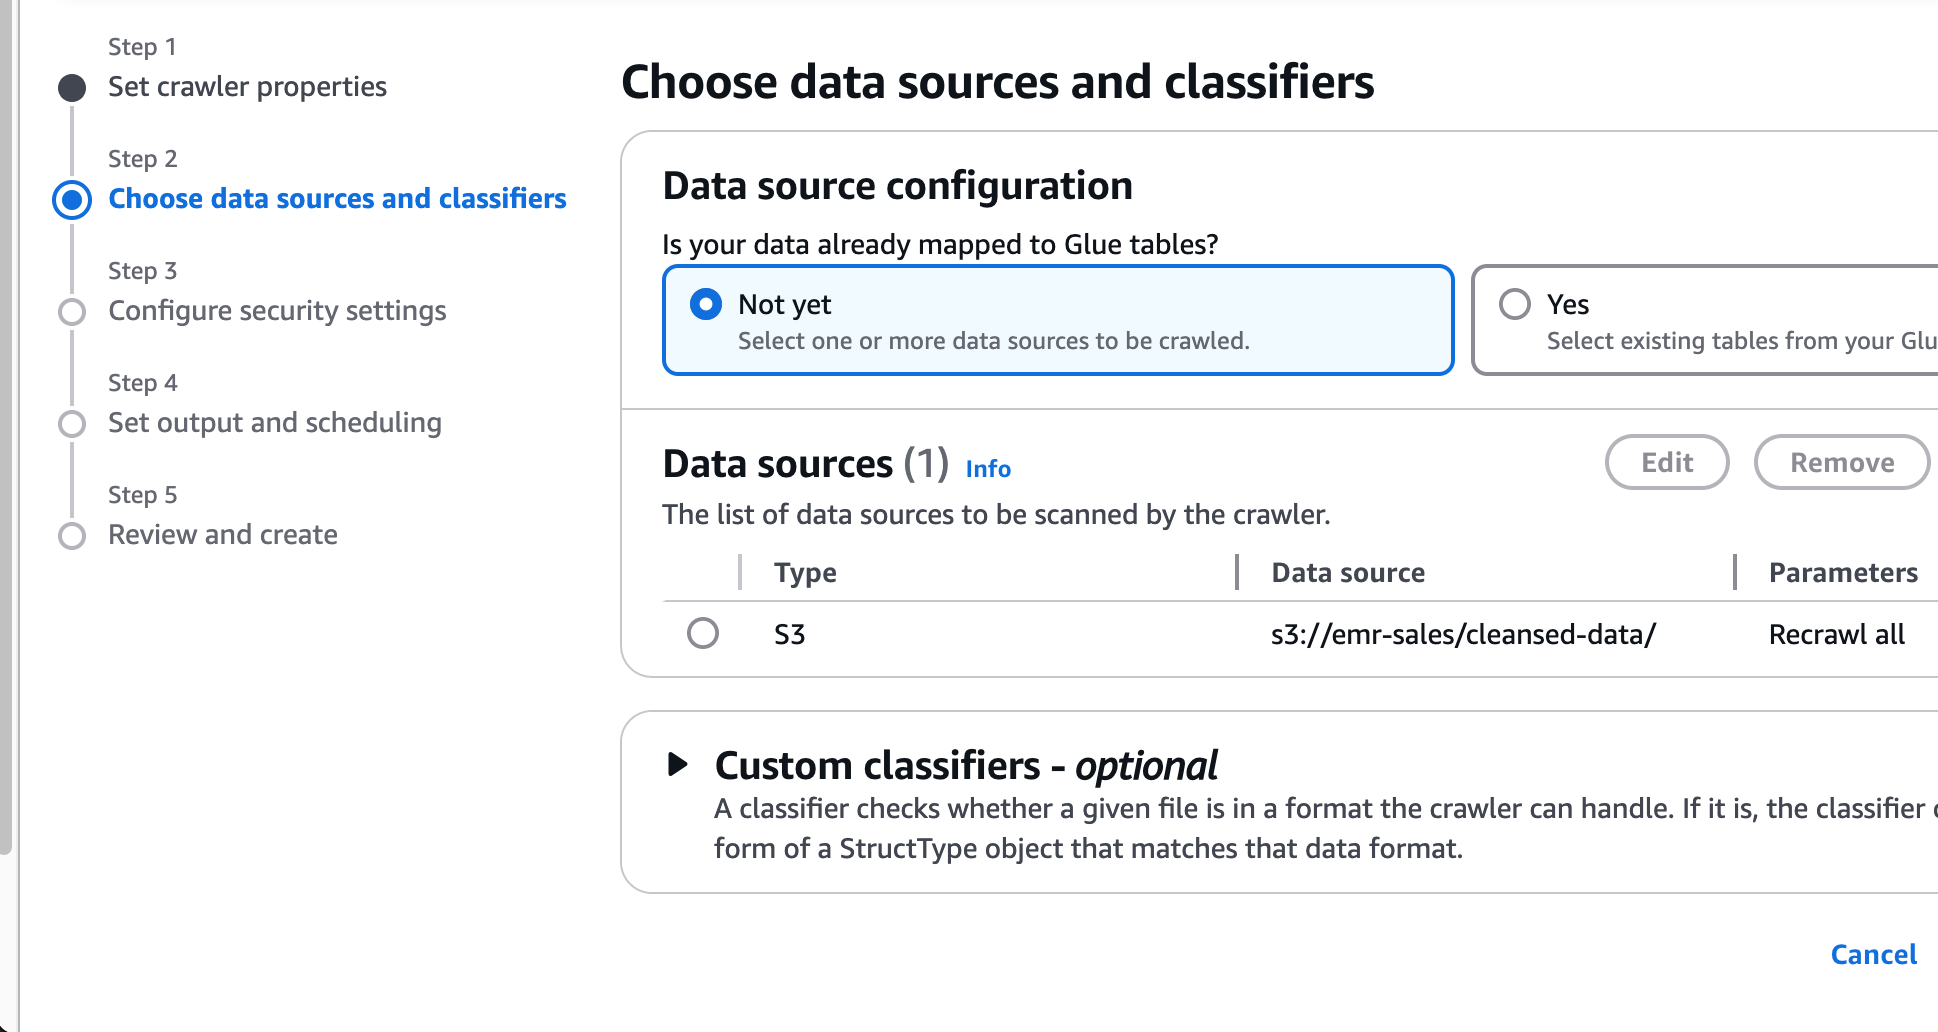 Step 1
Set crawler properties
Step 2
Choose data sources and classifiers
Step 3
Configure security settings
Step 4
Set output and scheduling
Step 5
Review and create
Choose data sources and classifiers
Data source configuration
Is your data already mapped to Glue tables?
Not yet
Select one or more data sources to be crawled.
Yes
Select existing tables from your Glu
Data sources (1) Info
Edit
Remove
The list of data sources to be scanned by the crawler.
Type Data source Parameters
S3 s3://emr-sales/cleansed-data/ Recrawl all
Custom classifiers - optional
A classifier checks whether a given file is in a format the crawler can handle. If it is, the classifier
form of a StructType object that matches that data format.
Cancel